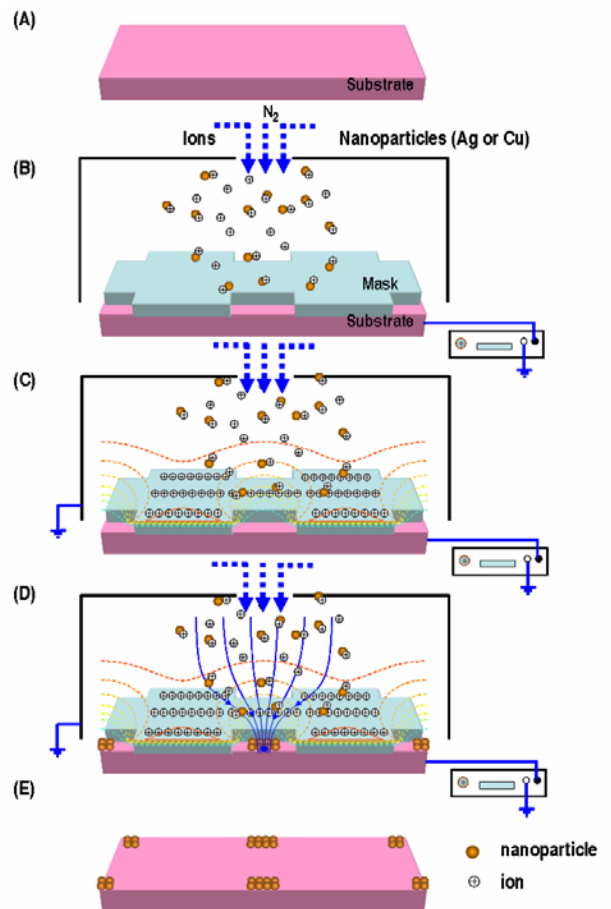 (A)
Substrate
N₂
Ions
Nanoparticles (Ag or Cu)
(B)
Mask
Substrate
(C)
(D)
(E)
nanoparticle
ion